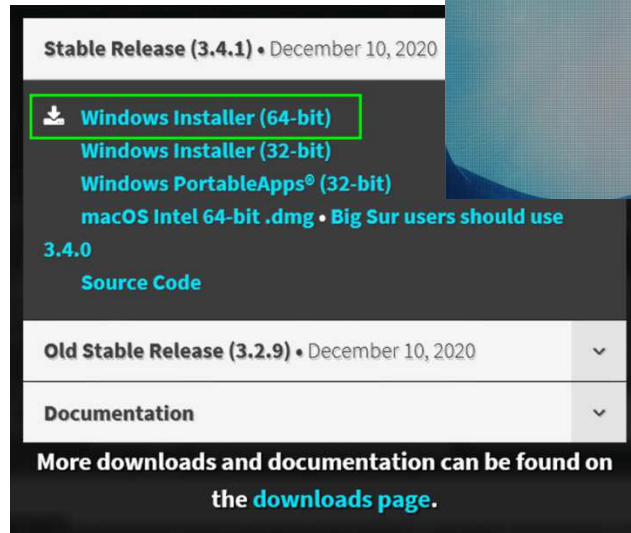 Stable Release (3.4.1) • December 10, 2020
Windows Installer (64-bit)
Windows Installer (32-bit)
Windows PortableApps® (32-bit)
macOS Intel 64-bit .dmg • Big Sur users should use
3.4.0
Source Code
Old Stable Release (3.2.9) • December 10, 2020
Documentation
More downloads and documentation can be found on
the downloads page.